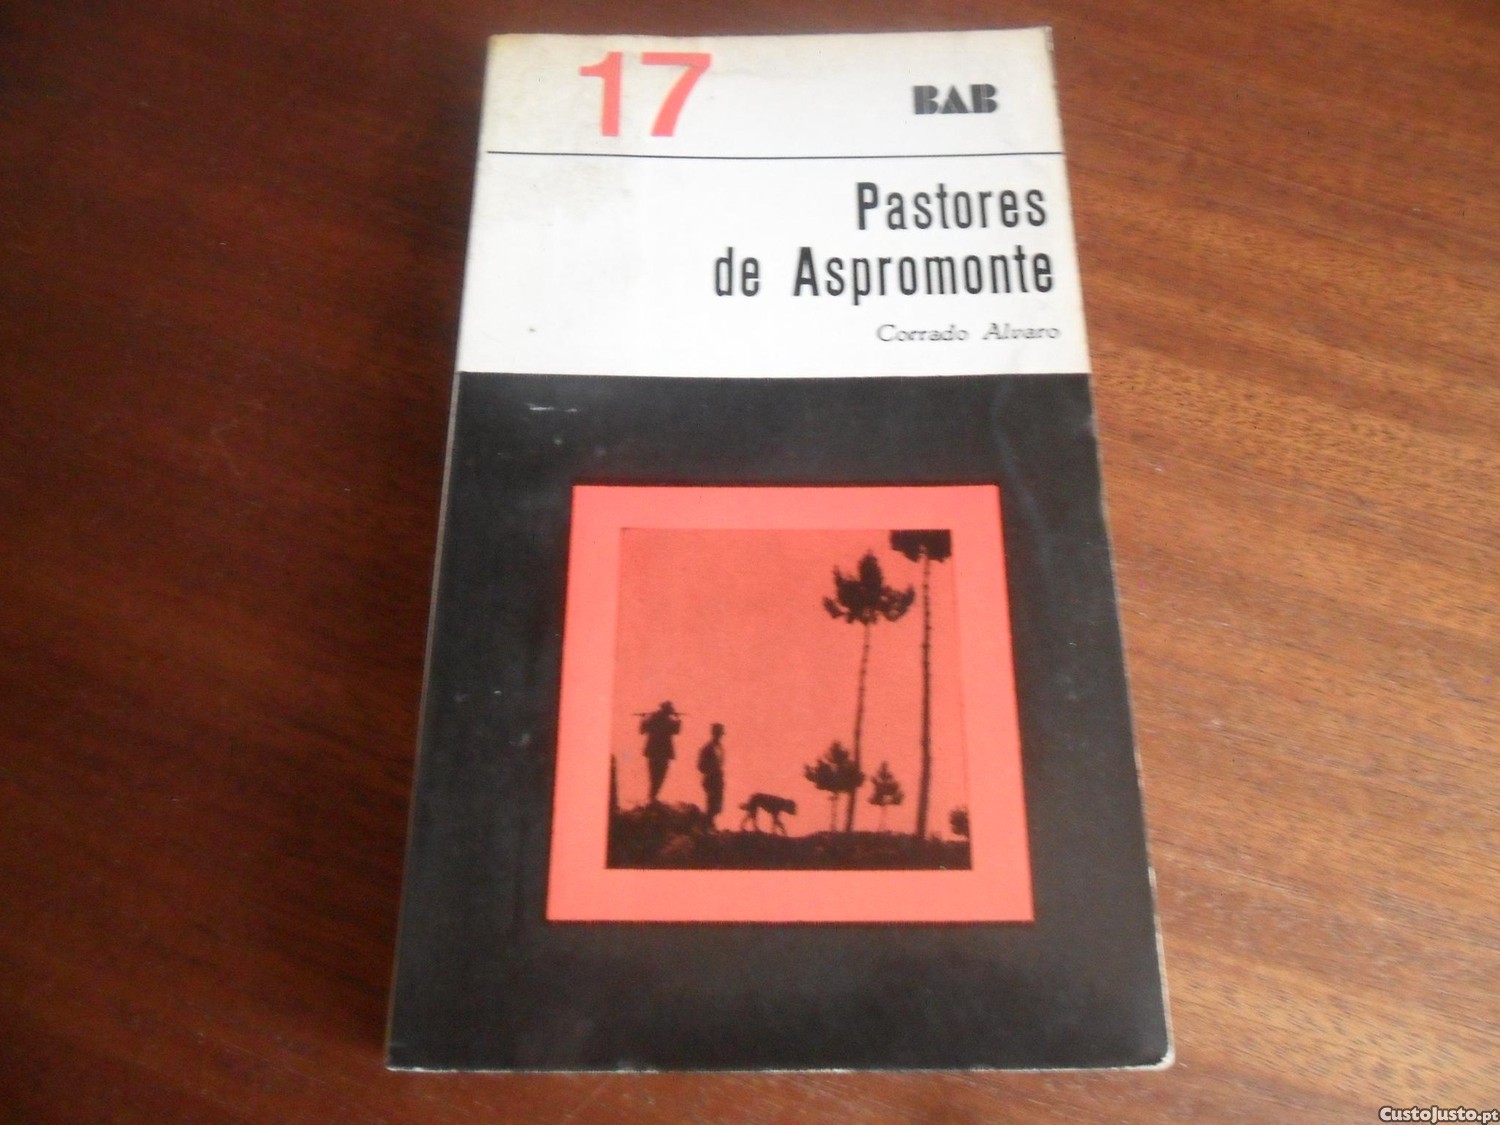 17
BAB
Pastores
de Aspromonte
Corrado Alvaro
CustoJusto.pt